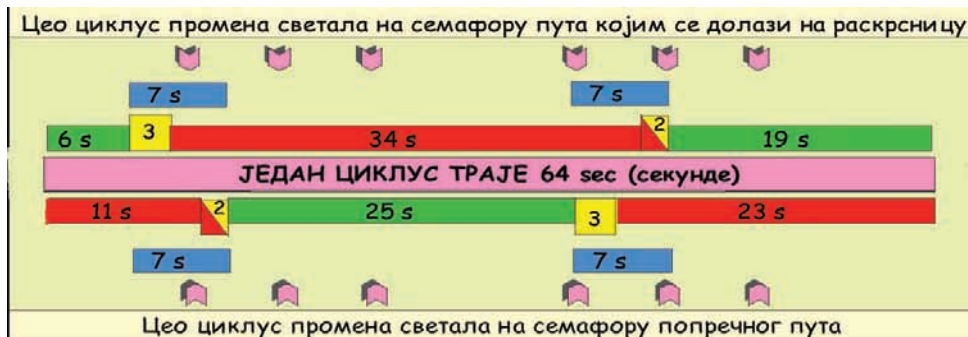 Цео циклус промена светала на семафору пута којим се долази на раскрсницу
7 s 7 s
6 s 3 34 s 2 19 s
ЈЕДАН ЦИКЛУС ТРАЈЕ 64 sec (секунде)
11 s 2 25 s 3 23 s
7 s 7 s
Цео циклус промена светала на семафору попречног пута